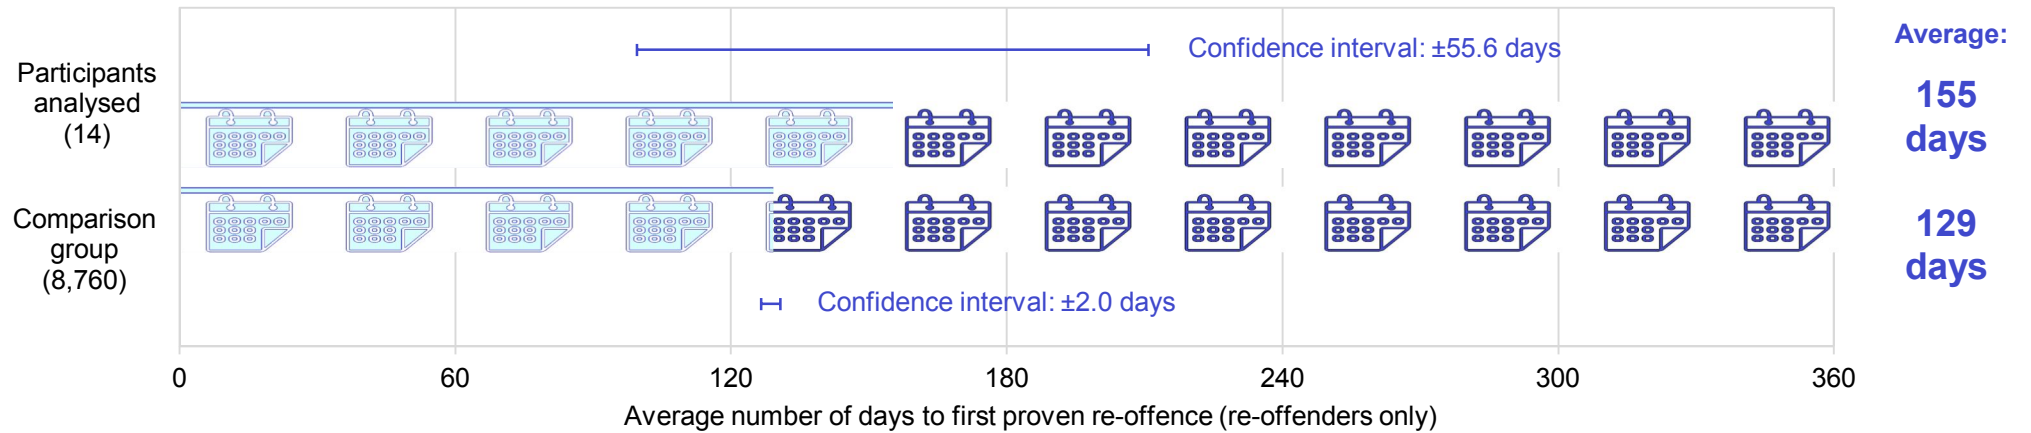 Confidence interval: ±55.6 days
Average:
Participants
analysed
(14)
155
days
Comparison
group
(8,760)
129
days
Confidence interval: ±2.0 days
0 60 120 180 240 300 360
Average number of days to first proven re-offence (re-offenders only)